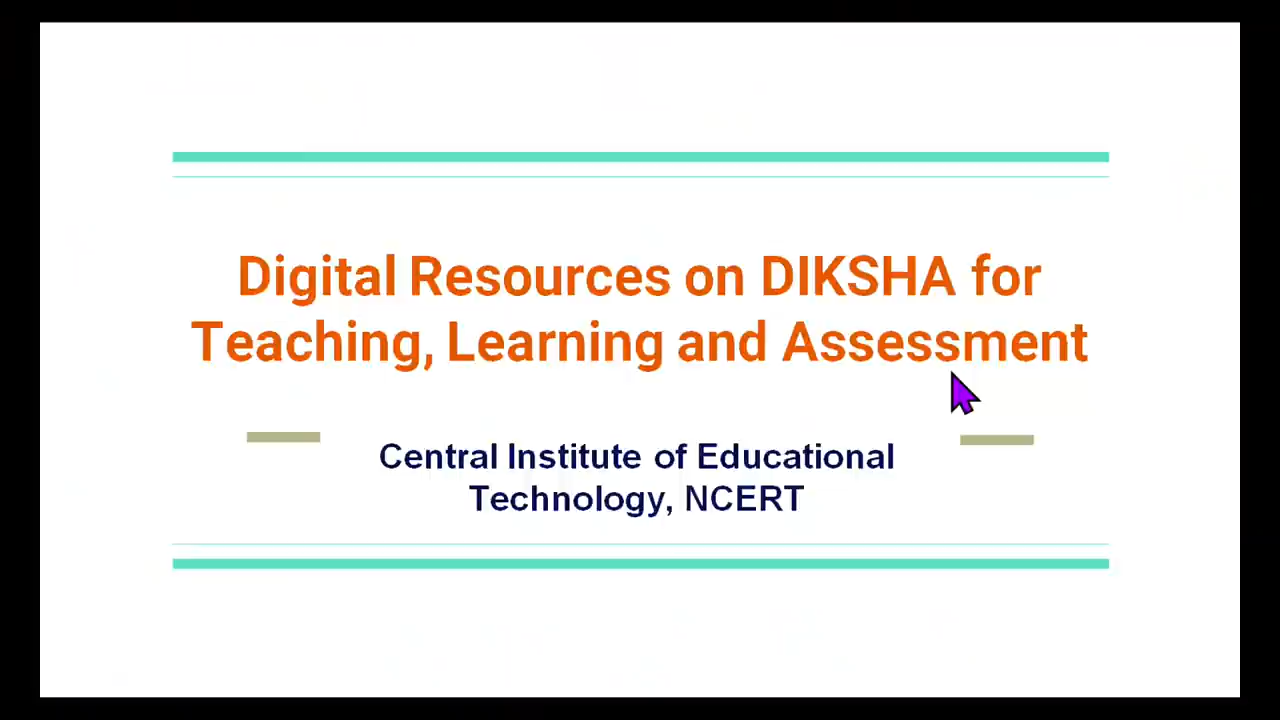 Digital Resources on DIKSHA for
Teaching, Learning and Assessment
Central Institute of Educational
Technology, NCERT